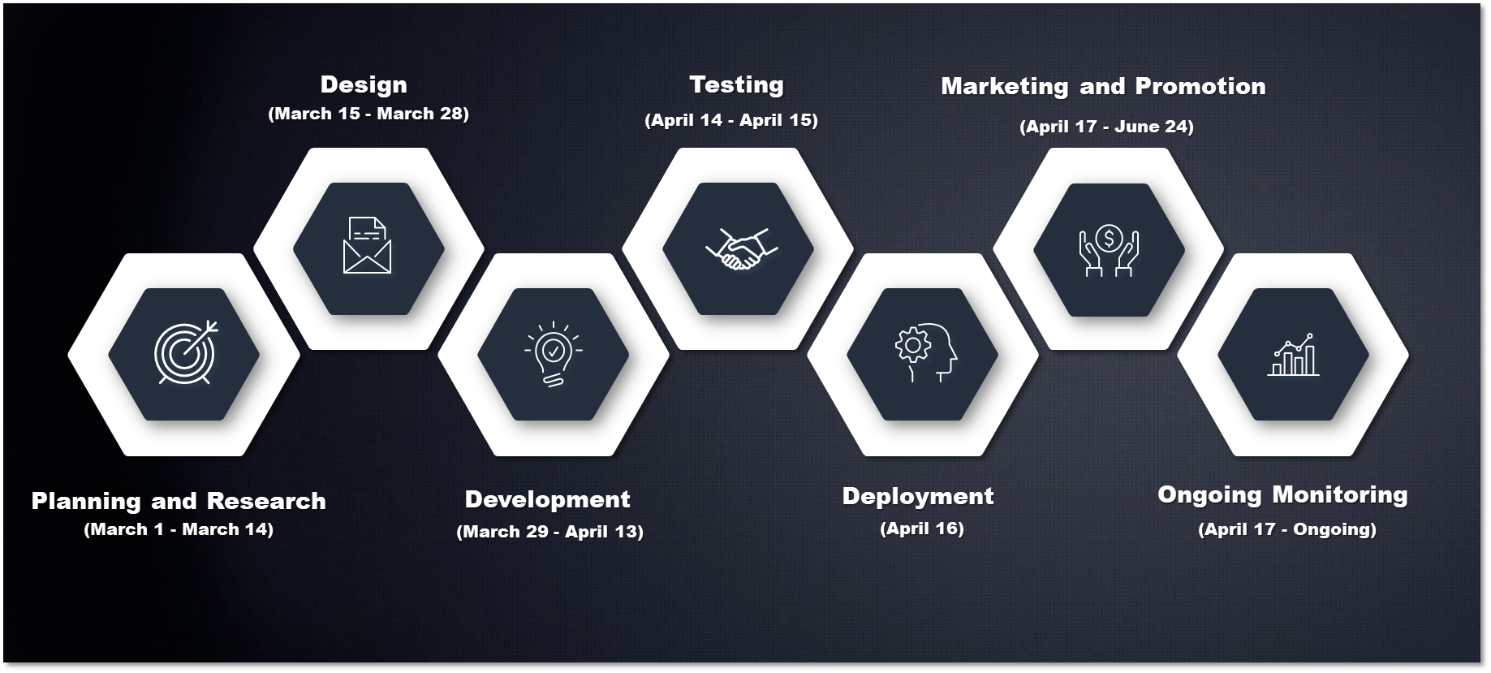 Planning and Research
(March 1 - March 14)
Design
(March 15 - March 28)
Development
(March 29 - April 13)
Testing
(April 14 - April 15)
Deployment
(April 16)
Marketing and Promotion
(April 17 - June 24)
$
Ongoing Monitoring
(April 17 - Ongoing)